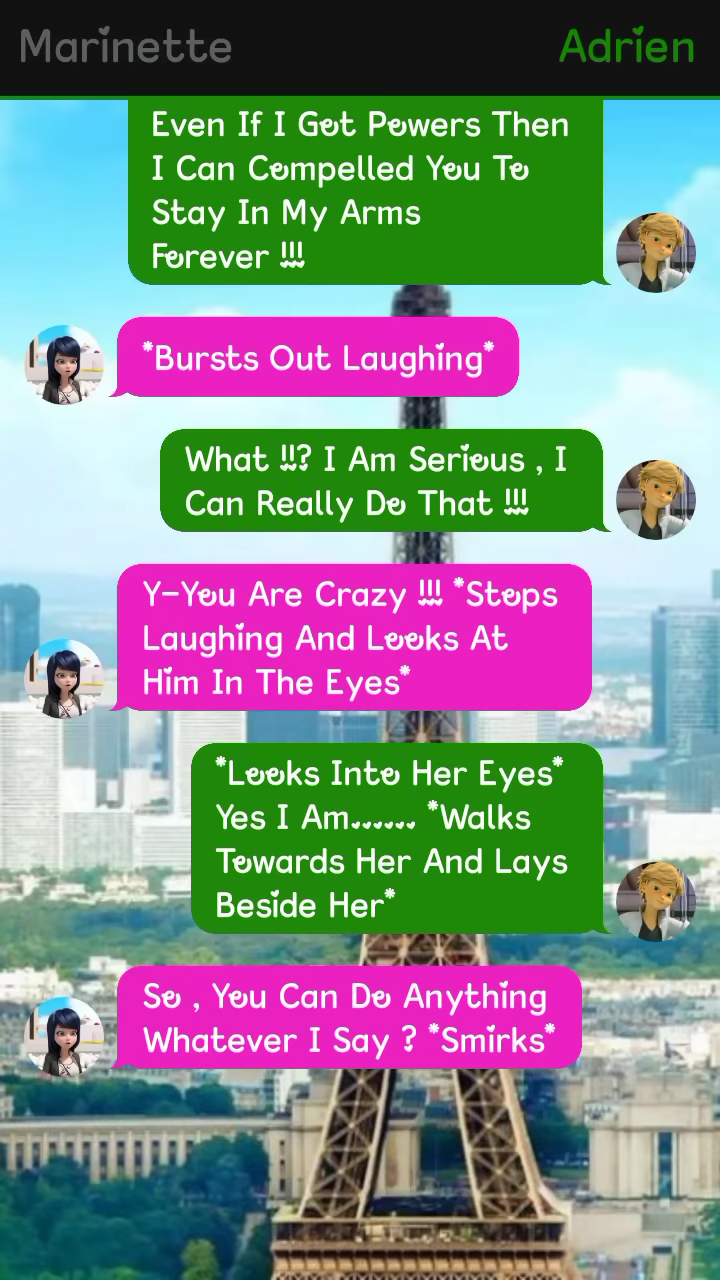 Marinette
Adrien
Even If I Get Powers Then
I Can Compelled You To
Stay In My Arms
Forever !!!
*Bursts Out Laughing*
What !!? I Am Serious , I
Can Really Do That !!!
Y-You Are Crazy !!! *Stops
Laughing And Looks At
Him In The Eyes*
*Looks Into Her Eyes*
Yes I Am...... *Walks
Towards Her And Lays
Beside Her*
So , You Can Do Anything
Whatever I Say ? *Smirks*